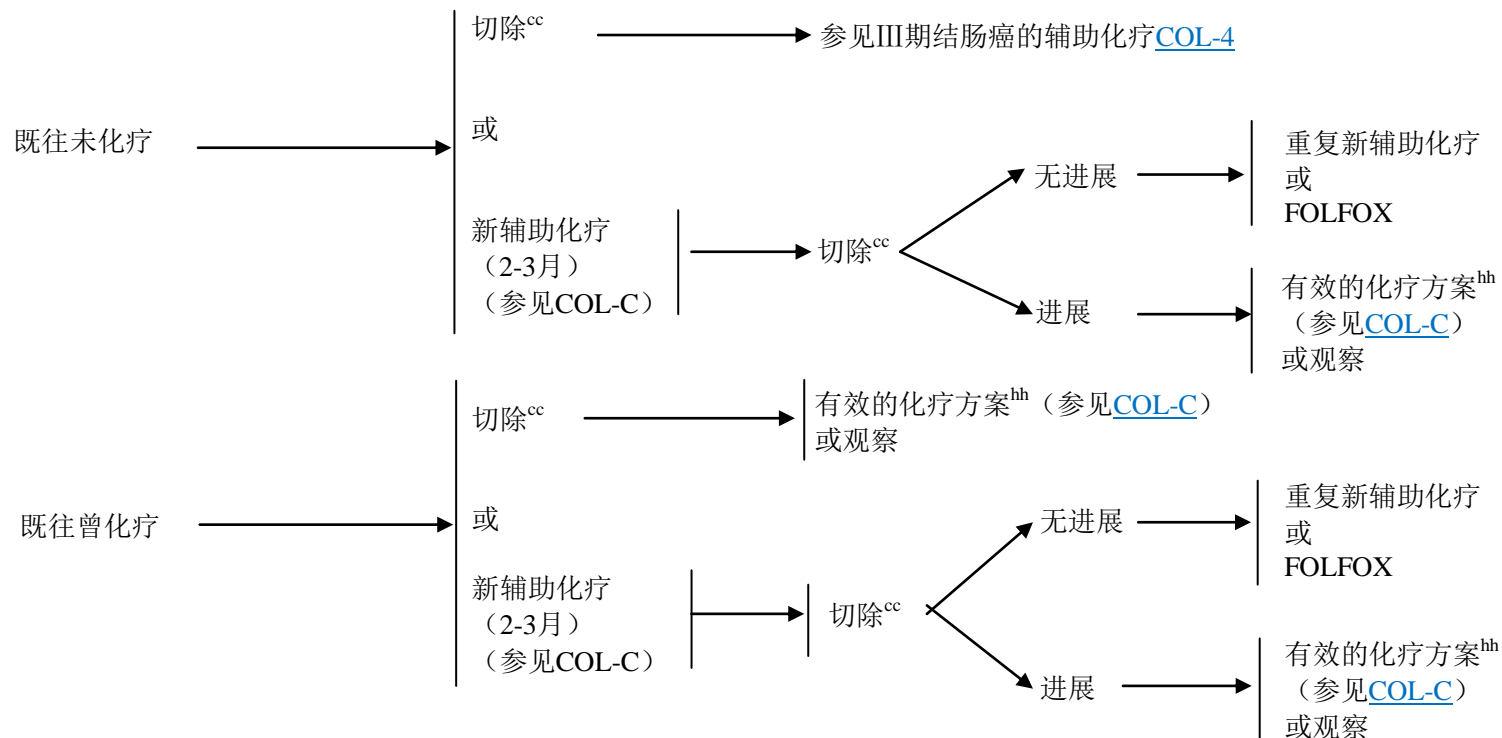 切除cc
参见Ⅲ期结肠癌的辅助化疗COL-4
或
既往未化疗
新辅助化疗
（2-3月）
（参见COL-C）
切除cc
无进展
重复新辅助化疗
或
FOLFOX
进展
有效的化疗方案hh
（参见COL-C）
或观察
切除cc
有效的化疗方案hh（参见COL-C）
或观察
既往曾化疗
或
新辅助化疗
（2-3月）
（参见COL-C）
切除cc
无进展
重复新辅助化疗
或
FOLFOX
进展
有效的化疗方案hh
（参见COL-C）
或观察